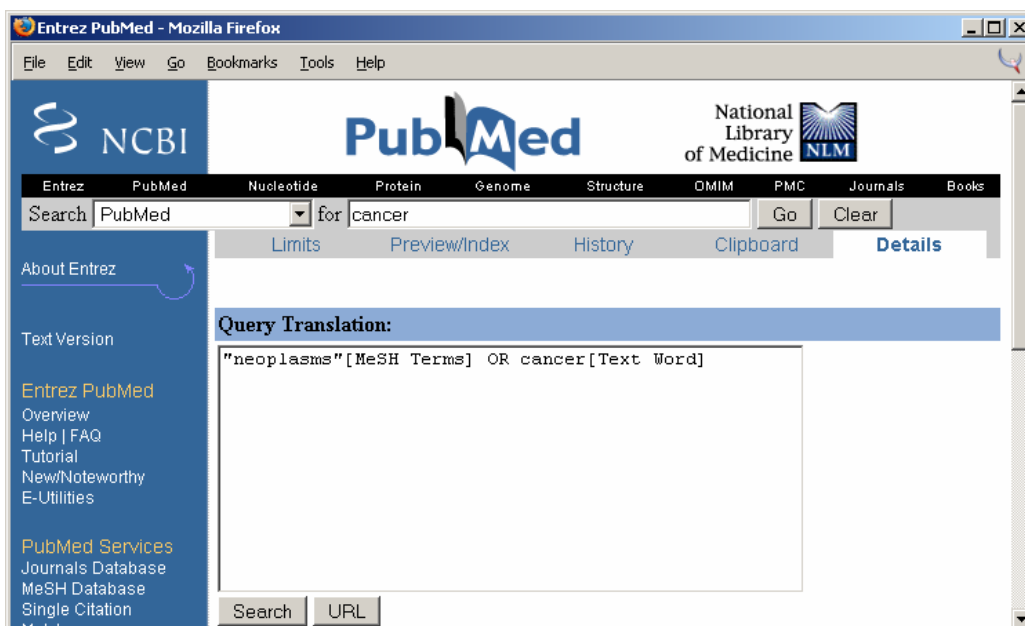 Entrez PubMed - Mozilla Firefox
File Edit View Go Bookmarks Tools Help
NCBI
PubMed
National
Library
of Medicine NLM
Entrez PubMed Nucleotide Protein Genome Structure OMIM PMC Journals Books
Search PubMed for cancer Go Clear
Limits Preview/Index History Clipboard Details
About Entrez
Text Version
Entrez PubMed
Overview
Help | FAQ
Tutorial
New/Noteworthy
E-Utilities
PubMed Services
Journals Database
MeSH Database
Single Citation
Query Translation:
"neoplasms"[MeSH Terms] OR cancer[Text Word]
Search URL